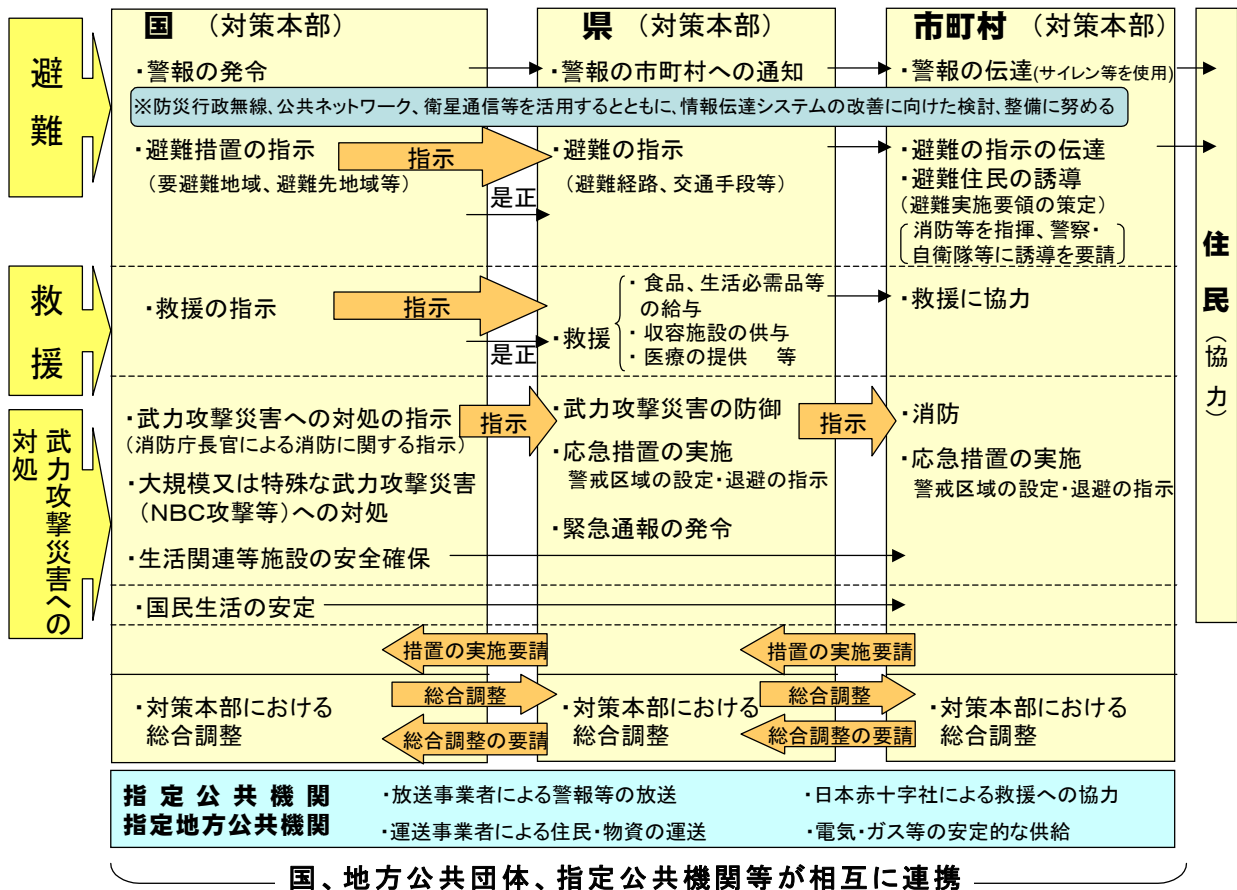 国 (対策本部)
県 (対策本部)
市町村 (対策本部)
避難
・警報の発令
・警報の市町村への通知
・警報の伝達(サイレン等を使用)
※防災行政無線、公共ネットワーク、衛星通信等を活用するとともに、情報伝達システムの改善に向けた検討、整備に努める
・避難措置の指示
(要避難地域、避難先地域等)
指示
是正
・避難の指示
(避難経路、交通手段等)
・避難の指示の伝達
・避難住民の誘導
(避難実施要領の策定)
消防等を指揮、警察・
自衛隊等に誘導を要請
住民(協力)
救援
・救援の指示
指示
是正
・救援
・食品、生活必需品等
の給与
・収容施設の供与
・医療の提供 等
・救援に協力
武力攻撃災害への
対処
・武力攻撃災害への対処の指示
(消防庁長官による消防に関する指示)
指示
・武力攻撃災害の防御
指示
・消防
・大規模又は特殊な武力攻撃災害
(NBC攻撃等)への対処
・応急措置の実施
警戒区域の設定・退避の指示
・応急措置の実施
警戒区域の設定・退避の指示
・緊急通報の発令
・生活関連等施設の安全確保
・国民生活の安定
措置の実施要請
措置の実施要請
・対策本部における
総合調整
総合調整
総合調整の要請
・対策本部における
総合調整
総合調整
総合調整の要請
・対策本部における
総合調整
指定公共機関
指定地方公共機関
・放送事業者による警報等の放送
・日本赤十字社による救援への協力
・運送事業者による住民・物資の運送
・電気・ガス等の安定的な供給
国、地方公共団体、指定公共機関等が相互に連携